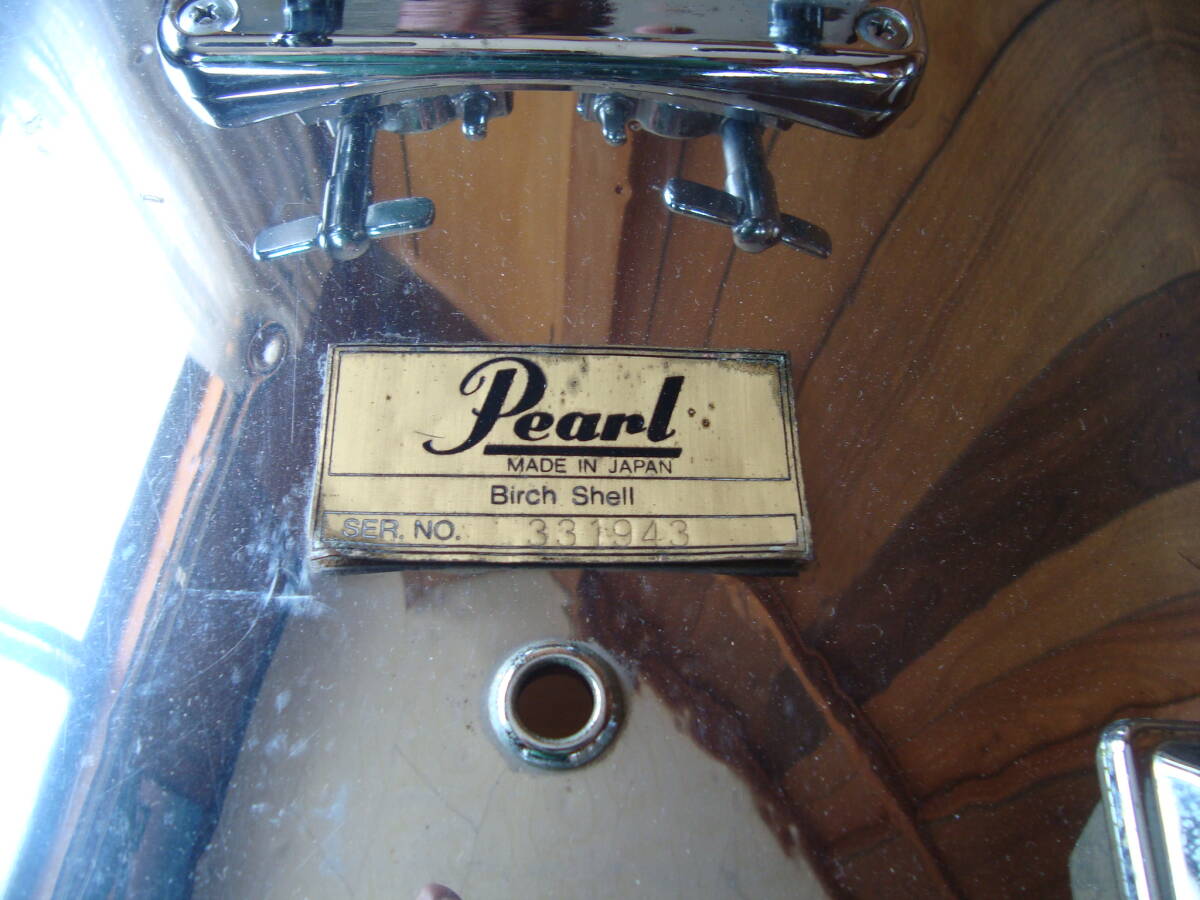 Pearl
MADE IN JAPAN
Birch Shell
SER. NO. 331943